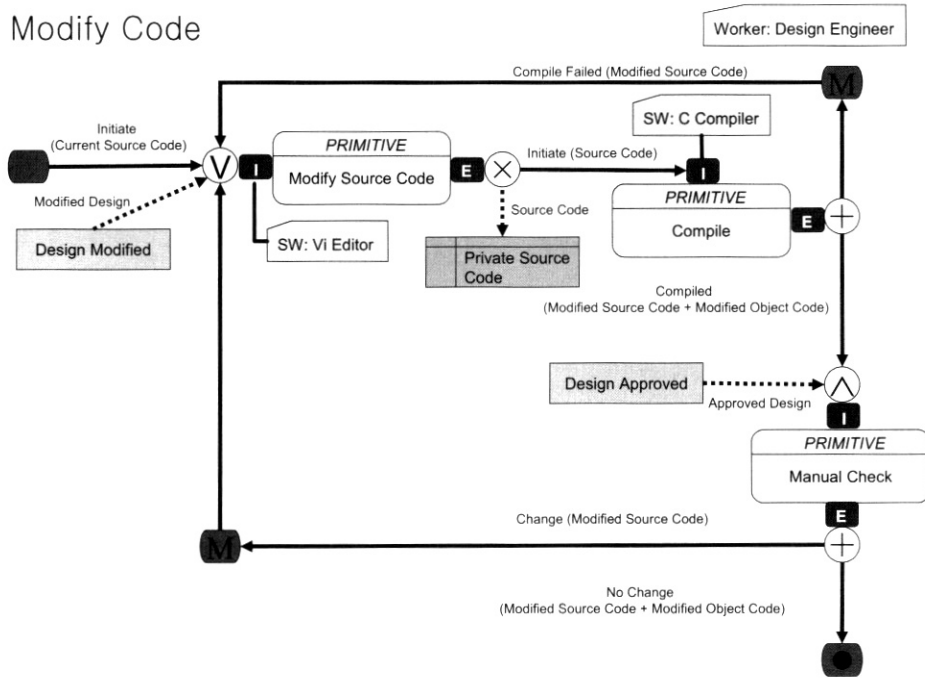 Modify Code
Worker: Design Engineer
Compile Failed (Modified Source Code)
M
SW: C Compiler
Initiate
(Current Source Code)
V
I
PRIMITIVE
Modify Source Code
E
Initiate (Source Code)
I
PRIMITIVE
Compile
E
Modified Design
Design Modified
SW: Vi Editor
Source Code
Private Source
Code
Compiled
(Modified Source Code + Modified Object Code)
Design Approved
Approved Design
I
PRIMITIVE
Manual Check
E
Change (Modified Source Code)
M
No Change
(Modified Source Code + Modified Object Code)